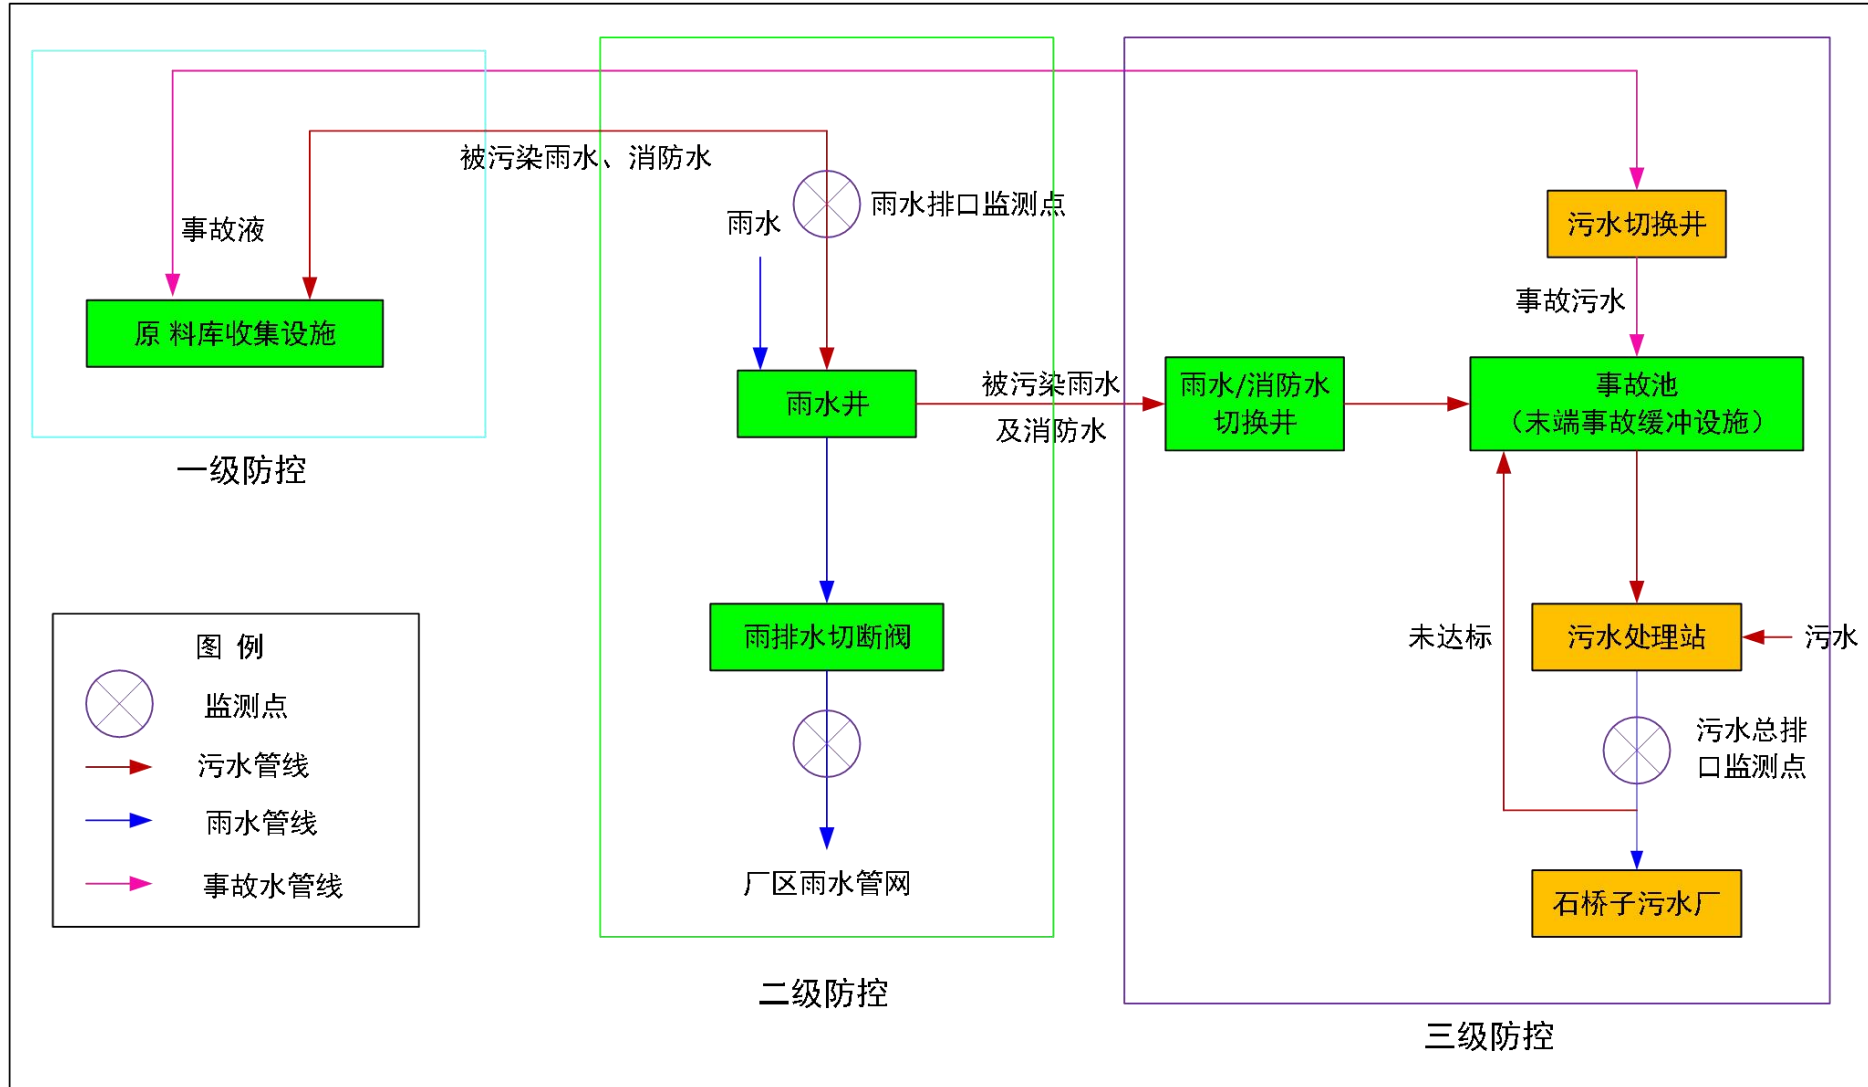 被污染雨水、消防水
事故液
原 料库收集设施
一级防控
雨水
雨水排口监测点
雨水井
被污染雨水
及消防水
雨排水切断阀
厂区雨水管网
二级防控
污水切换井
事故污水
雨水/消防水
切换井
事故池
（末端事故缓冲设施）
未达标
污水处理站
污水
污水总排
口监测点
石桥子污水厂
三级防控
图 例
监测点
污水管线
雨水管线
事故水管线